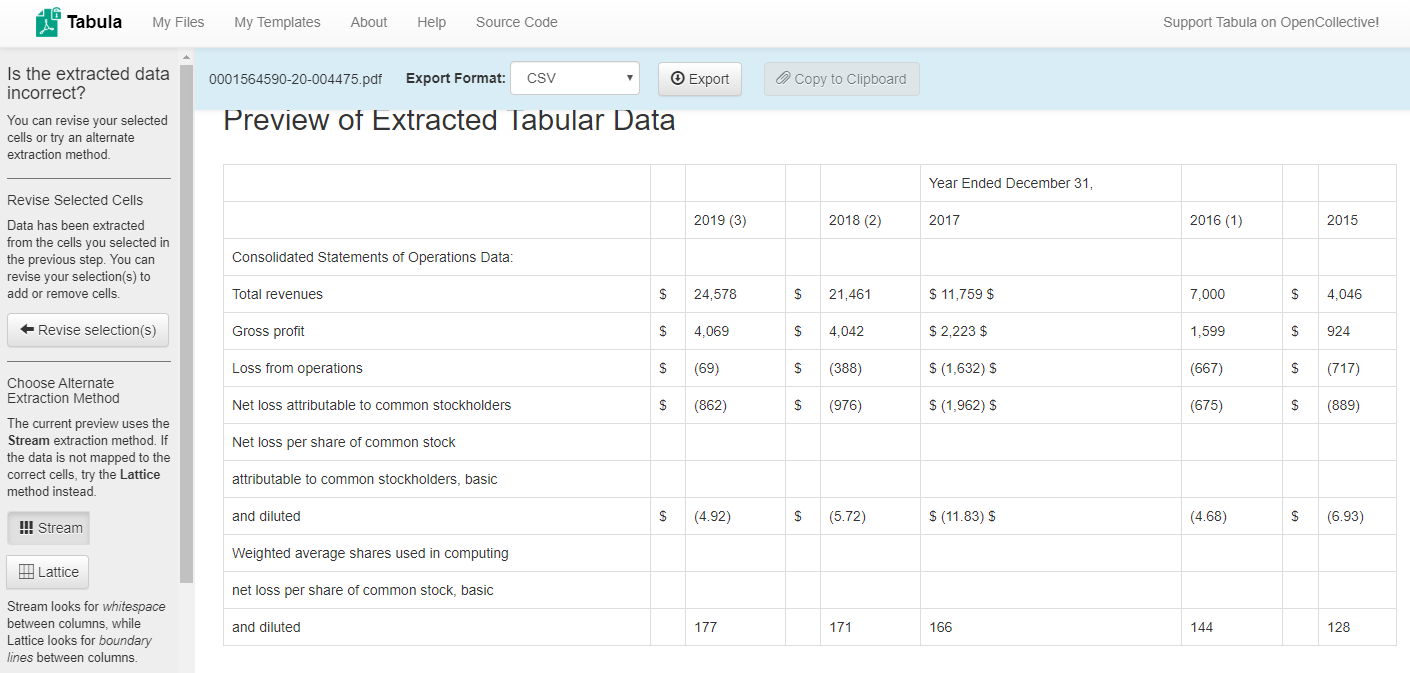 Tabula My Files My Templates About Help Source Code Support Tabula on OpenCollective!
Is the extracted data
incorrect?
You can revise your selected
cells or try an alternate
extraction method.
Revise Selected Cells
Data has been extracted
from the cells you selected in
the previous step. You can
revise your selection(s) to
add or remove cells.
Revise selection(s)
Choose Alternate
Extraction Method
The current preview uses the
Stream extraction method. If
the data is not mapped to the
correct cells, try the Lattice
method instead.
Stream
Lattice
Stream looks for whitespace
between columns, while
Lattice looks for boundary
lines between columns.
0001564590-20-004475.pdf Export Format: CSV Export Copy to Clipboard
Preview of Extracted Tabular Data
Year Ended December 31,
2019 (3) 2018 (2) 2017 2016 (1) 2015
Consolidated Statements of Operations Data:
Total revenues $ 24,578 $ 21,461 $ 11,759 $ 7,000 $ 4,046
Gross profit $ 4,069 $ 4,042 $ 2,223 $ 1,599 $ 924
Loss from operations $ (69) $ (388) $ (1,632) $ (667) $ (717)
Net loss attributable to common stockholders $ (862) $ (976) $ (1,962) $ (675) $ (889)
Net loss per share of common stock
attributable to common stockholders, basic
and diluted $ (4.92) $ (5.72) $ (11.83) $ (4.68) $ (6.93)
Weighted average shares used in computing
net loss per share of common stock, basic
and diluted 177 171 166 144 128